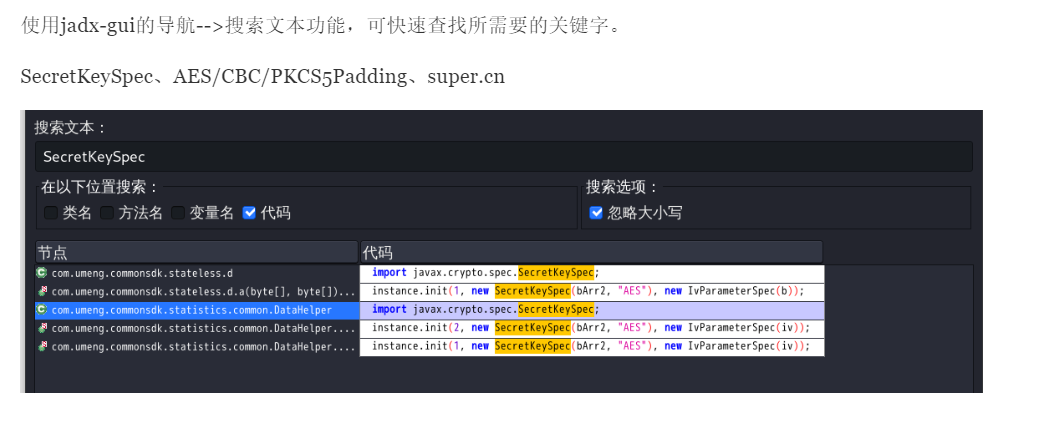 使用jadx-gui的导航-->搜索文本功能，可快速查找所需要的关键字。
SecretKeySpec、AES/CBC/PKCS5Padding、super.cn
搜索文本：
SecretKeySpec
在以下位置搜索： 搜索选项：
类名 方法名 变量名 代码 忽略大小写
节点 代码
com.umeng.commonsdk.stateless.d import javax.crypto.spec.SecretKeySpec;
com.umeng.commonsdk.stateless.d.a(byte[], byte[])... instance.init(1, new SecretKeySpec(bArr2, "AES"), new IvParameterSpec(b));
com.umeng.commonsdk.statistics.common.DataHelper import javax.crypto.spec.SecretKeySpec;
com.umeng.commonsdk.statistics.common.DataHelper.... instance.init(2, new SecretKeySpec(bArr2, "AES"), new IvParameterSpec(iv));
com.umeng.commonsdk.statistics.common.DataHelper.... instance.init(1, new SecretKeySpec(bArr2, "AES"), new IvParameterSpec(iv));